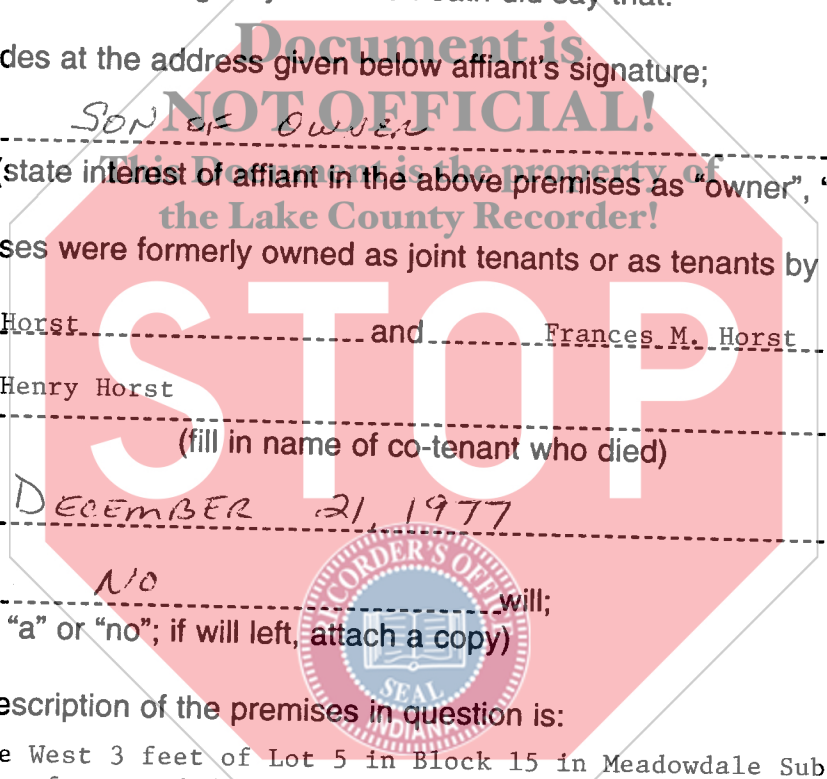 Document is
des at the address given below affiant's signature;
NOT OFFICIAL!
SON OF OWNER
This Document is the property of
(state interest of affiant in the above premises as “owner”, “
the Lake County Recorder!
ses were formerly owned as joint tenants or as tenants by
STOP
Horst and Frances M. Horst
Henry Horst
(fill in name of co-tenant who died)
DECEMBER 21, 1977
RECORDER'S OFFICE
NO will;
“a” or “no”; if will left, attach a copy)
SEAL
INDIANA
escription of the premises in question is:
e West 3 feet of Lot 5 in Block 15 in Meadowdale Sub